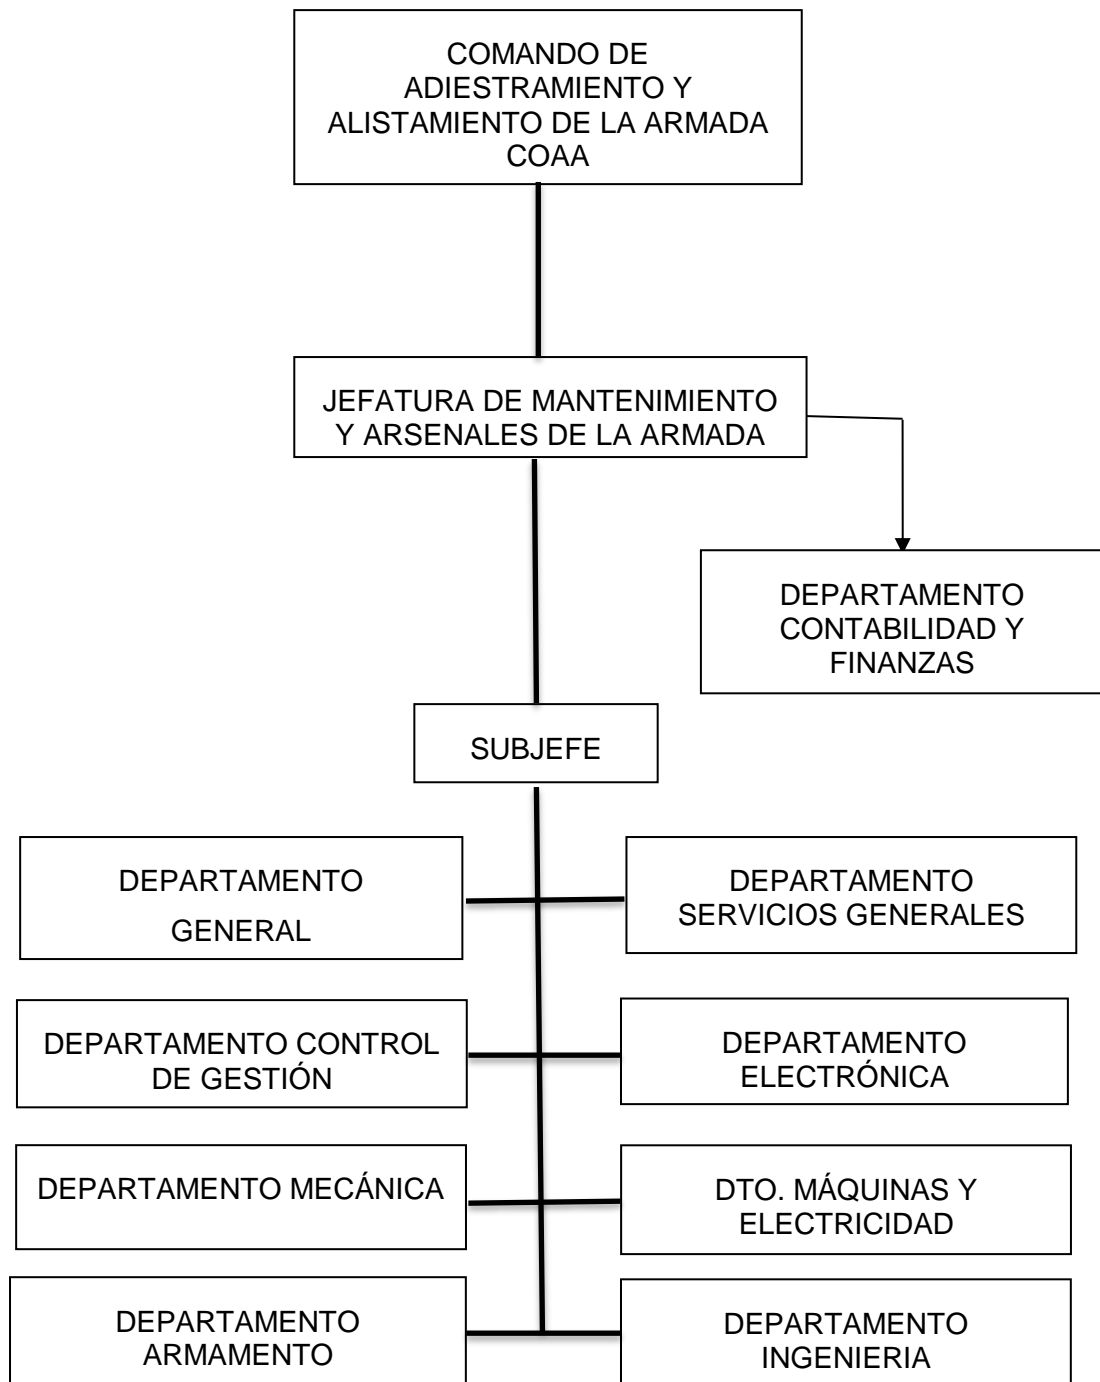 COMANDO DE
ADIESTRAMIENTO Y
ALISTAMIENTO DE LA ARMADA
COAA
JEFATURA DE MANTENIMIENTO
Y ARSENALES DE LA ARMADA
DEPARTAMENTO
CONTABILIDAD Y
FINANZAS
SUBJEFE
DEPARTAMENTO
GENERAL
DEPARTAMENTO
SERVICIOS GENERALES
DEPARTAMENTO CONTROL
DE GESTIÓN
DEPARTAMENTO
ELECTRÓNICA
DEPARTAMENTO MECÁNICA
DTO. MÁQUINAS Y
ELECTRICIDAD
DEPARTAMENTO
ARMAMENTO
DEPARTAMENTO
INGENIERIA